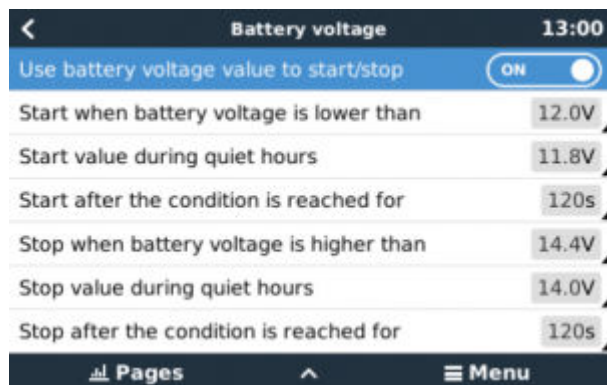 Battery voltage 13:00
Use battery voltage value to start/stop ON
Start when battery voltage is lower than 12.0V
Start value during quiet hours 11.8V
Start after the condition is reached for 120s
Stop when battery voltage is higher than 14.4V
Stop value during quiet hours 14.0V
Stop after the condition is reached for 120s
Pages Menu